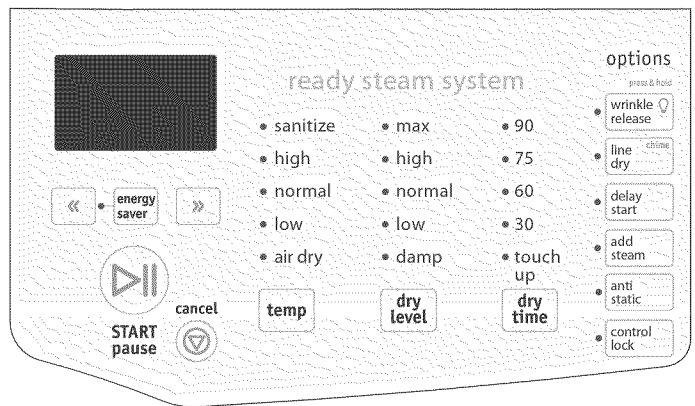 options
ready steam system
press & hold
wrinkle
release
chime
line
dry
delay
start
add
steam
anti
static
control
lock
« energy
saver »
START
pause
cancel
sanitize
high
normal
low
air dry
temp
max
high
normal
low
damp
dry
level
90
75
60
30
touch
up
dry
time